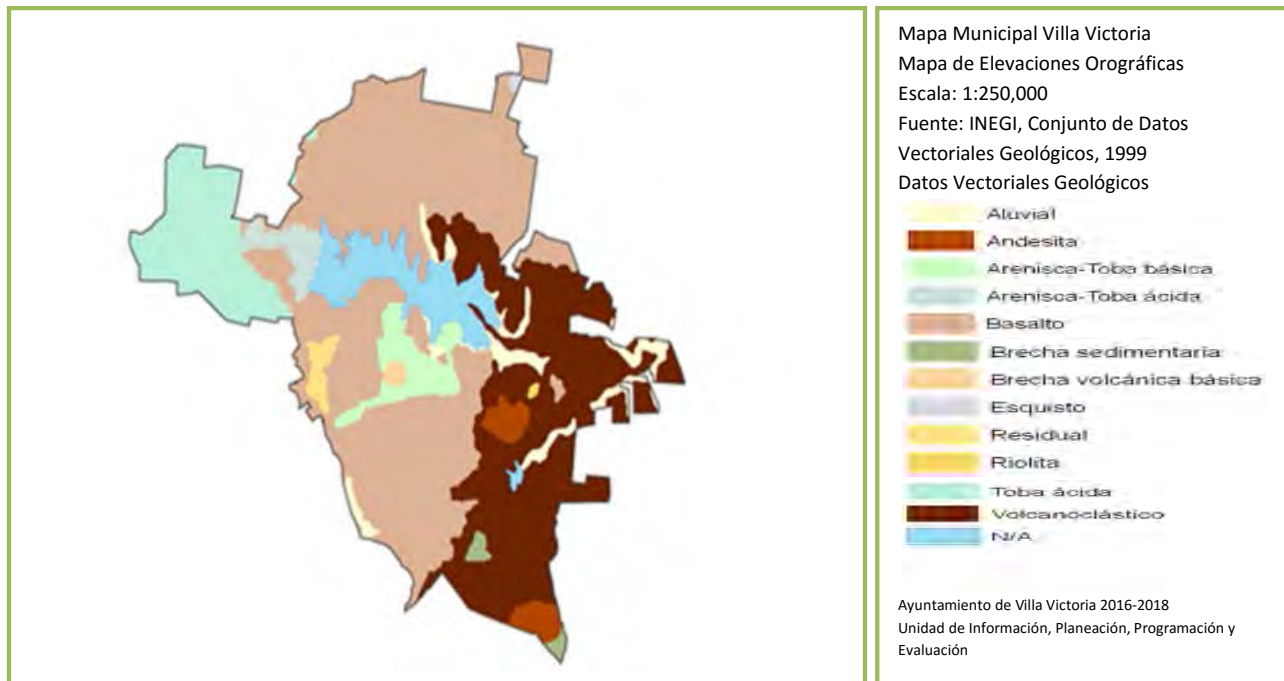 Mapa Municipal Villa Victoria
Mapa de Elevaciones Orográficas
Escala: 1:250,000
Fuente: INEGI, Conjunto de Datos
Vectoriales Geológicos, 1999
Datos Vectoriales Geológicos
Aluvial
Andesita
Arenisca-Toba básica
Arenisca-Toba ácida
Basalto
Brecha sedimentaria
Brecha volcánica básica
Esquisto
Residual
Riolita
Toba ácida
Volcanoclástico
N/A
Ayuntamiento de Villa Victoria 2016-2018
Unidad de Información, Planeación, Programación y
Evaluación